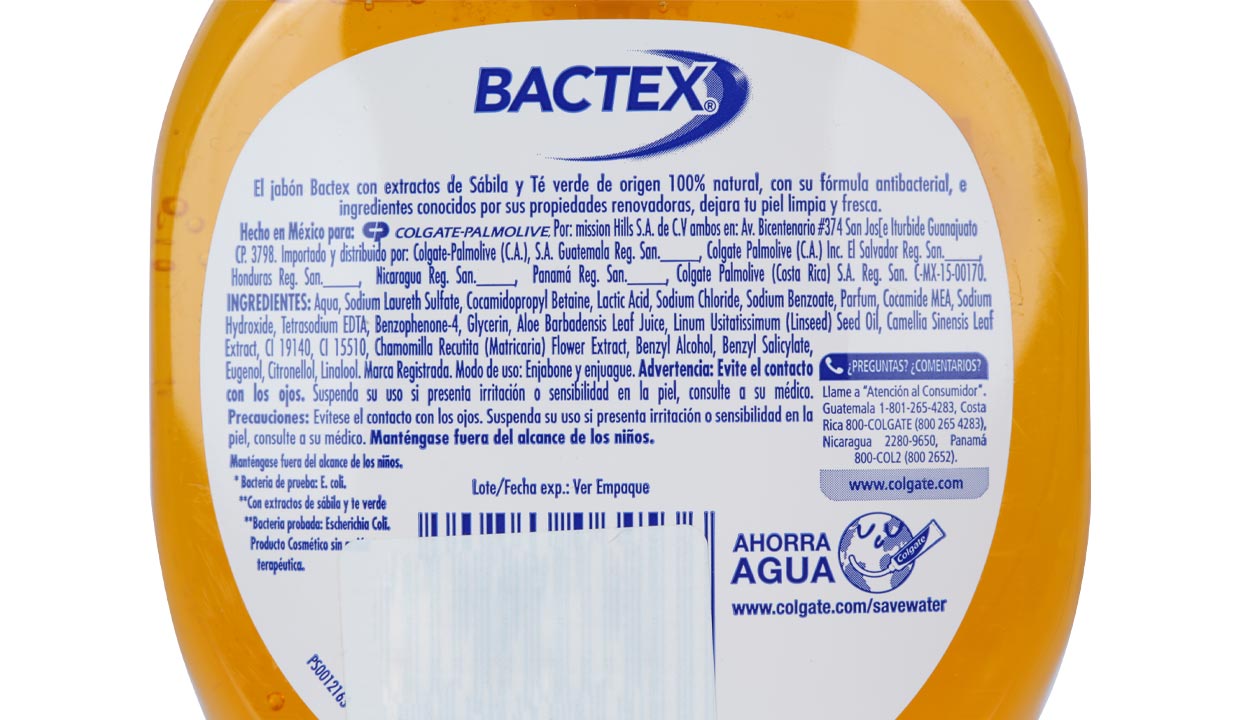 BACTEX®
El jabón Bactex con extractos de Sábila y Té verde de origen 100% natural, con su fórmula antibacterial, e
ingredientes conocidos por sus propiedades renovadoras, dejara tu piel limpia y fresca.
Hecho en México para: COLGATE-PALMOLIVE, Por: mission Hills S.A. de C.V ambos en: Av. Bicentenario #374 San Jos[e Iturbide Guanajuato
CP. 3798. Importado y distribuido por: Colgate-Palmolive (C.A.), S.A. Guatemala Reg. San._____, Colgate Palmolive (C.A.) Inc. El Salvador Reg. San.____,
Honduras Reg. San.____, Nicaragua Reg. San._____, Panamá Reg. San._____, Colgate Palmolive (Costa Rica) S.A. Reg. San. C-MX-15-00170.
INGREDIENTES: Aqua, Sodium Laureth Sulfate, Cocamidopropyl Betaine, Lactic Acid, Sodium Chloride, Sodium Benzoate, Parfum, Cocamide MEA, Sodium
Hydroxide, Tetrasodium EDTA, Benzophenone-4, Glycerin, Aloe Barbadensis Leaf Juice, Linum Usitatissimum (Linseed) Seed Oil, Camellia Sinensis Leaf
Extract, CI 19140, CI 15510, Chamomilla Recutita (Matricaria) Flower Extract, Benzyl Alcohol, Benzyl Salicylate,
Eugenol, Citronellol, Linalool. Marca Registrada. Modo de uso: Enjabone y enjuague. Advertencia: Evite el contacto
con los ojos. Suspenda su uso si presenta irritación o sensibilidad en la piel, consulte a su médico.
Precauciones: Evítese el contacto con los ojos. Suspenda su uso si presenta irritación o sensibilidad en la
piel, consulte a su médico. Manténgase fuera del alcance de los niños.
Manténgase fuera del alcance de los niños.
* Bacteria de prueba: E. coli.
**Con extractos de sábila y te verde
**Bacteria probada: Escherichia Coli.
Producto Cosmético sin
terapéutica.
Lote/Fecha exp.: Ver Empaque
¿PREGUNTAS? ¿COMENTARIOS?
Llame a "Atención al Consumidor".
Guatemala 1-801-265-4283, Costa
Rica 800-COLGATE (800 265 4283),
Nicaragua 2280-9650, Panamá
800-COL2 (800 2652).
www.colgate.com
AHORRA
AGUA
Colgate
www.colgate.com/savewater
PS0012163